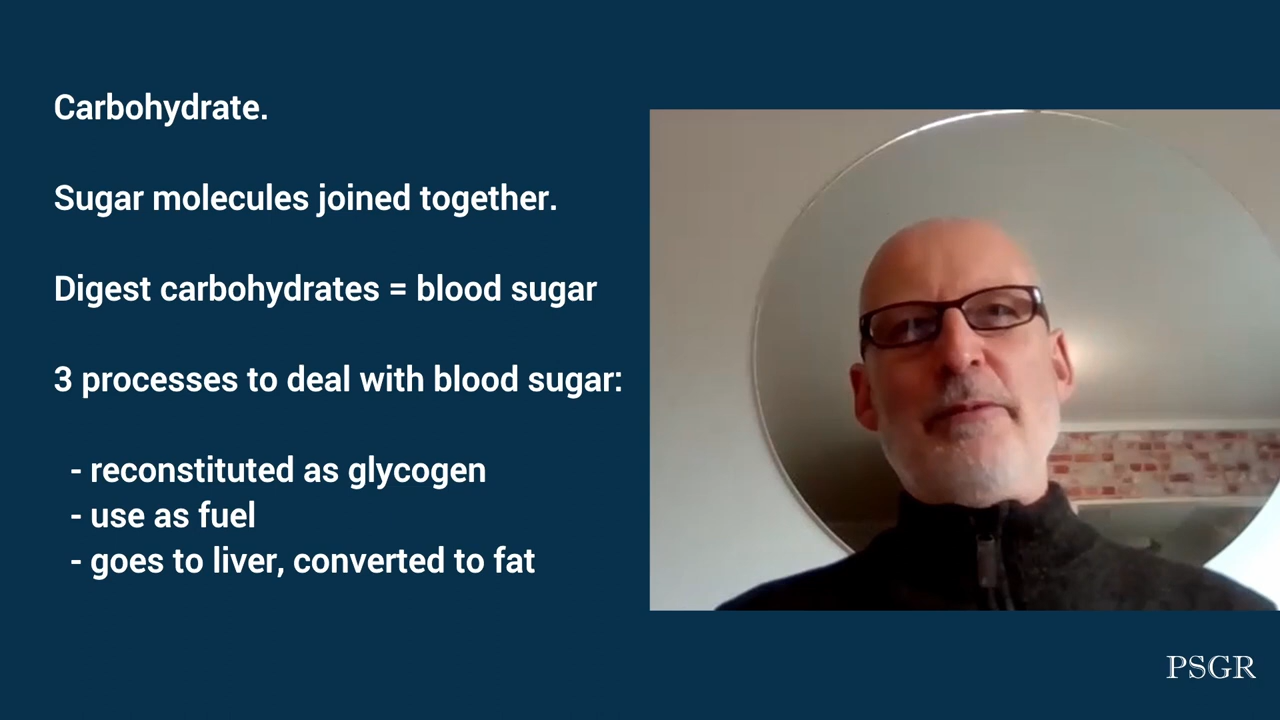 Carbohydrate.
Sugar molecules joined together.
Digest carbohydrates = blood sugar
3 processes to deal with blood sugar:
- reconstituted as glycogen
- use as fuel
- goes to liver, converted to fat
PSGR